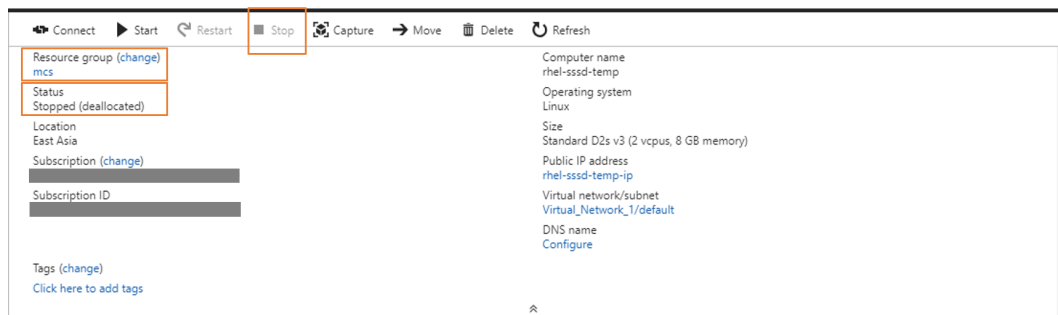 Connect Start Restart Stop Capture Move Delete Refresh
Resource group (change)
mcs
Status
Stopped (deallocated)
Location
East Asia
Subscription (change)
Subscription ID
Tags (change)
Click here to add tags
Computer name
rhel-sssd-temp
Operating system
Linux
Size
Standard D2s v3 (2 vcpus, 8 GB memory)
Public IP address
rhel-sssd-temp-ip
Virtual network/subnet
Virtual_Network_1/default
DNS name
Configure